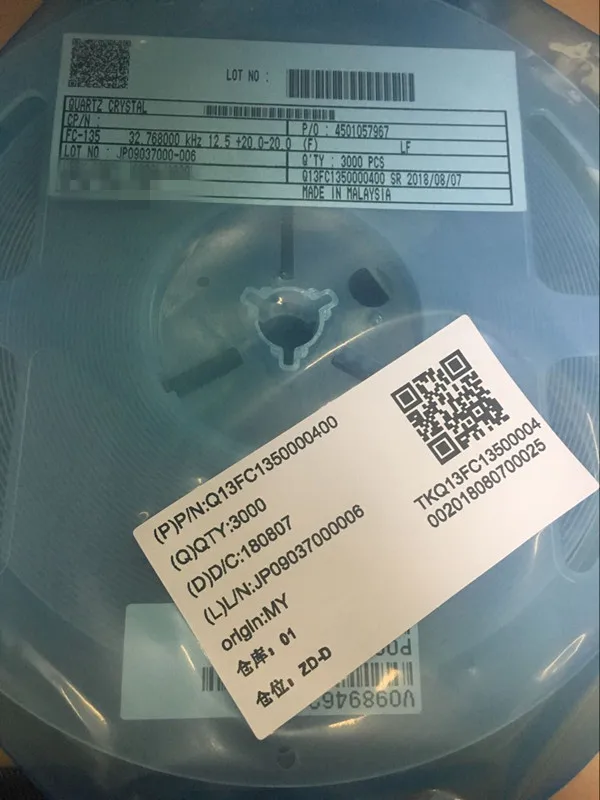 LOT NO :
QUARTZ CRYSTAL
CP/N :
P/O : 4501057967
FC-135 32.768000 kHz 12.5 +20.0-20.0 (F) LF
LOT NO : JP09037000-006
Q'TY : 3000 PCS
Q13FC1350000400 SR 2018/08/07
MADE IN MALAYSIA
(P)P/N:Q13FC1350000400
(Q)QTY:3000
(D)D/C:180807
(L)L/N:JP09037000006
origin:MY
仓库: 01
仓位: ZD-D
TKQ13FC13500004
002018080700025
V0989463